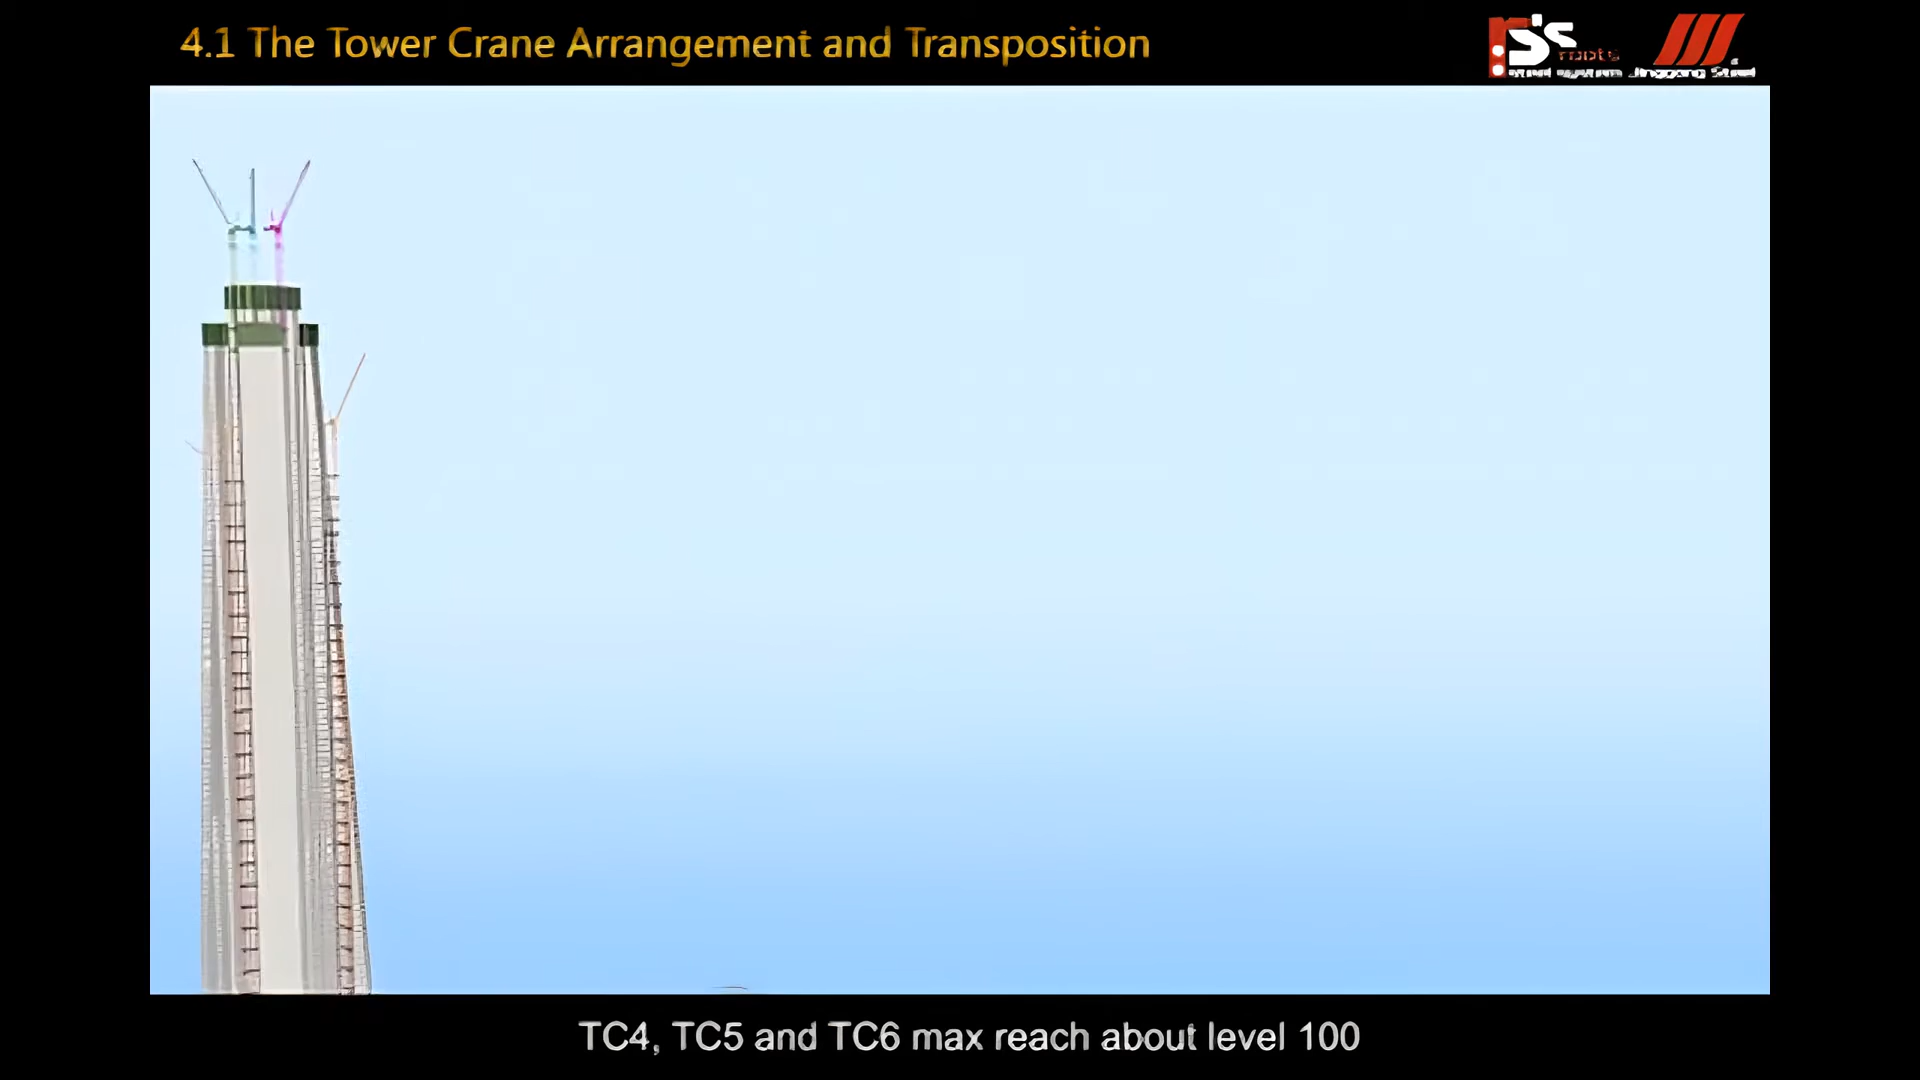 4.1 The Tower Crane Arrangement and Transposition
TC4, TC5 and TC6 max reach about level 100